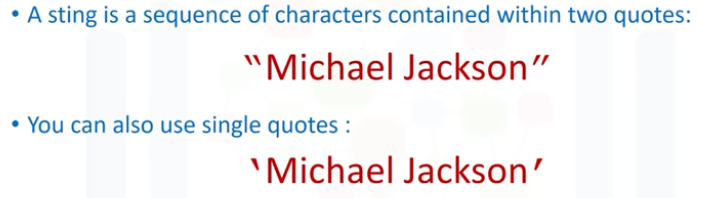 • A sting is a sequence of characters contained within two quotes:
“Michael Jackson”
• You can also use single quotes :
‘Michael Jackson’